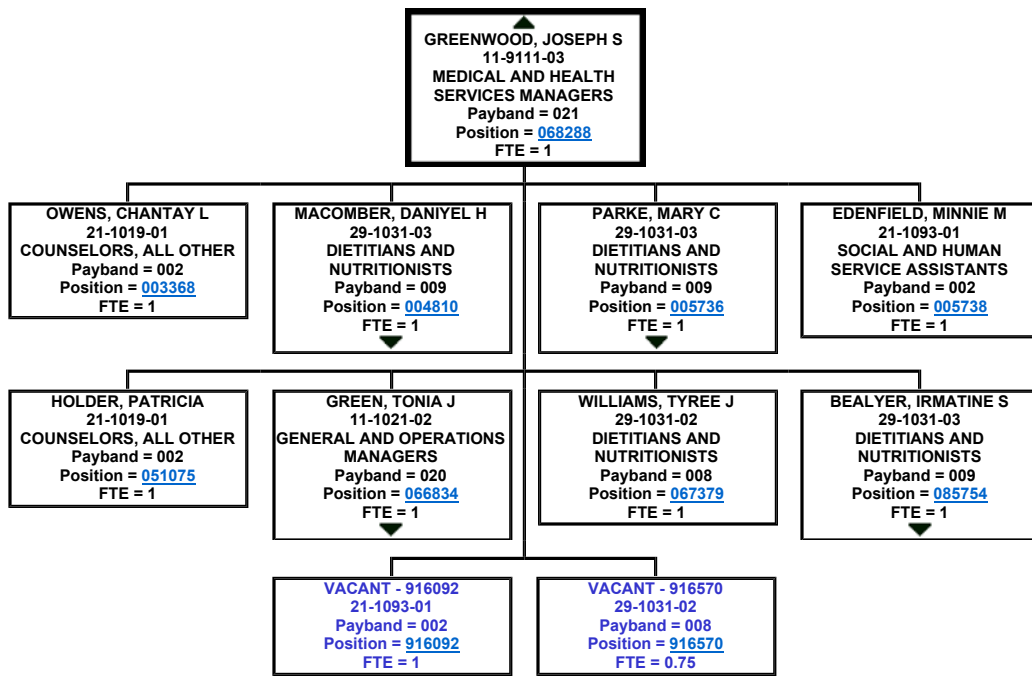 GREENWOOD, JOSEPH S
11-9111-03
MEDICAL AND HEALTH
SERVICES MANAGERS
Payband = 021
Position = 068288
FTE = 1
OWENS, CHANTAY L
21-1019-01
COUNSELORS, ALL OTHER
Payband = 002
Position = 003368
FTE = 1
MACOMBER, DANIYEL H
29-1031-03
DIETITIANS AND
NUTRITIONISTS
Payband = 009
Position = 004810
FTE = 1
PARKE, MARY C
29-1031-03
DIETITIANS AND
NUTRITIONISTS
Payband = 009
Position = 005736
FTE = 1
EDENFIELD, MINNIE M
21-1093-01
SOCIAL AND HUMAN
SERVICE ASSISTANTS
Payband = 002
Position = 005738
FTE = 1
HOLDER, PATRICIA
21-1019-01
COUNSELORS, ALL OTHER
Payband = 002
Position = 051075
FTE = 1
GREEN, TONIA J
11-1021-02
GENERAL AND OPERATIONS
MANAGERS
Payband = 020
Position = 066834
FTE = 1
WILLIAMS, TYREE J
29-1031-02
DIETITIANS AND
NUTRITIONISTS
Payband = 008
Position = 067379
FTE = 1
BEALYER, IRMATINE S
29-1031-03
DIETITIANS AND
NUTRITIONISTS
Payband = 009
Position = 085754
FTE = 1
VACANT - 916092
21-1093-01
Payband = 002
Position = 916092
FTE = 1
VACANT - 916570
29-1031-02
Payband = 008
Position = 916570
FTE = 0.75